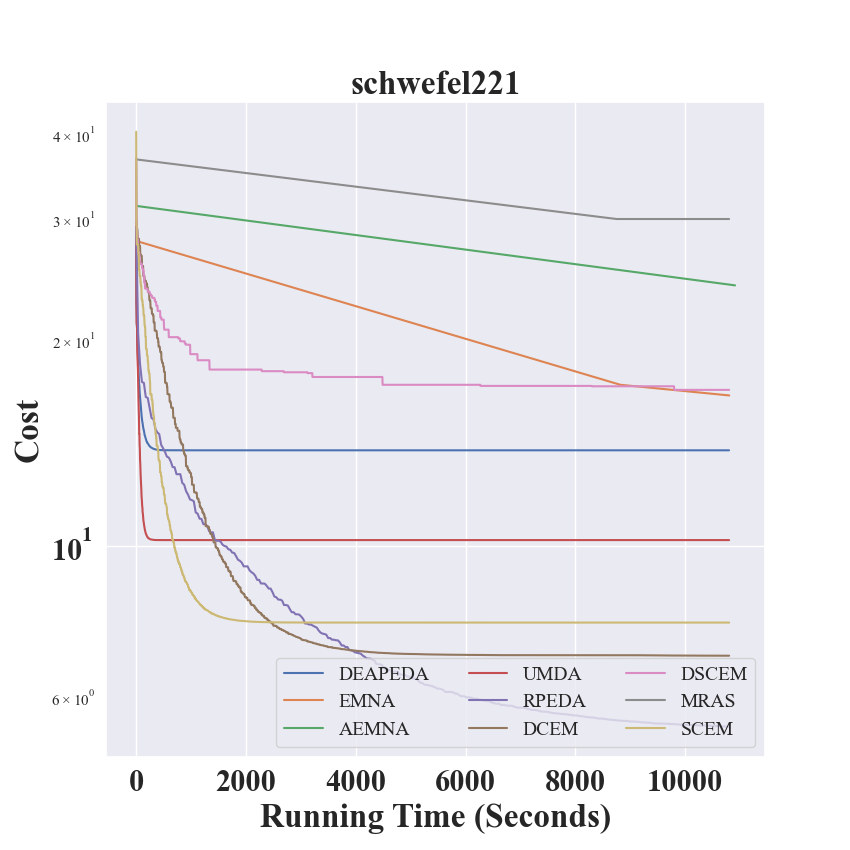 schwefel221
Cost
4 × 10¹
3 × 10¹
2 × 10¹
10¹
6 × 10⁰
DEAPEDA UMDA DSCEM
EMNA RPEDA MRAS
AEMNA DCEM SCEM
0 2000 4000 6000 8000 10000
Running Time (Seconds)